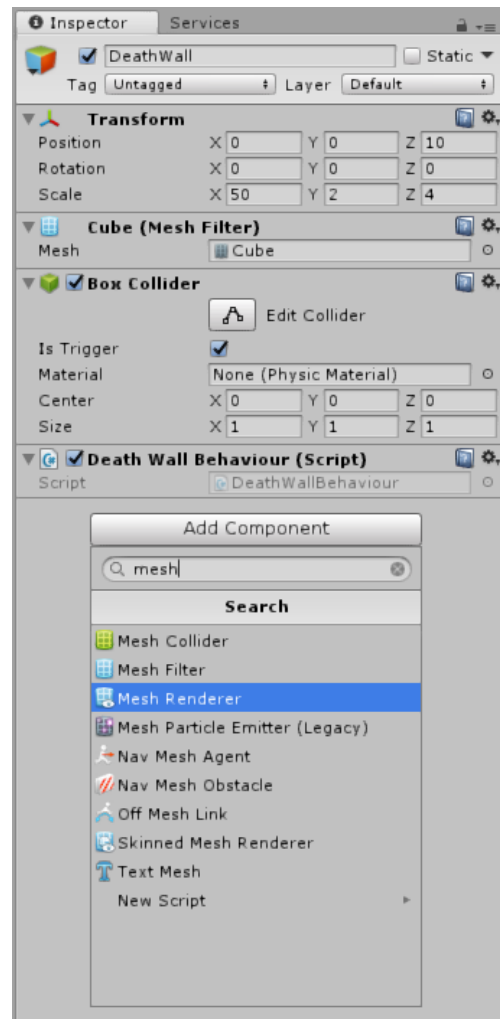 Inspector Services
DeathWall Static
Tag Untagged Layer Default
Transform
Position X 0 Y 0 Z 10
Rotation X 0 Y 0 Z 0
Scale X 50 Y 2 Z 4
Cube (Mesh Filter)
Mesh Cube
Box Collider
Edit Collider
Is Trigger
Material None (Physic Material)
Center X 0 Y 0 Z 0
Size X 1 Y 1 Z 1
Death Wall Behaviour (Script)
Script DeathWallBehaviour
Add Component
mesh
Search
Mesh Collider
Mesh Filter
Mesh Renderer
Mesh Particle Emitter (Legacy)
Nav Mesh Agent
Nav Mesh Obstacle
Off Mesh Link
Skinned Mesh Renderer
Text Mesh
New Script